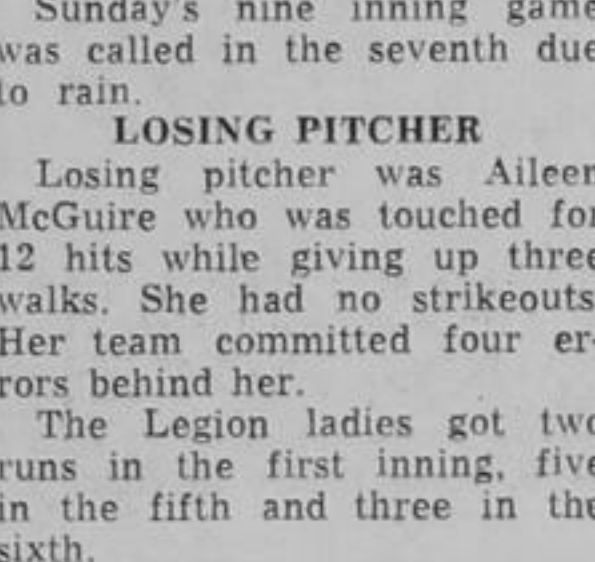 Sunday's nine inning game
was called in the seventh due
to rain.
LOSING PITCHER
Losing pitcher was Aileen
McGuire who was touched for
12 hits while giving up three
walks. She had no strikeouts.
Her team committed four er-
rors behind her.
The Legion ladies got two
runs in the first inning, five
in the fifth and three in the
sixth.